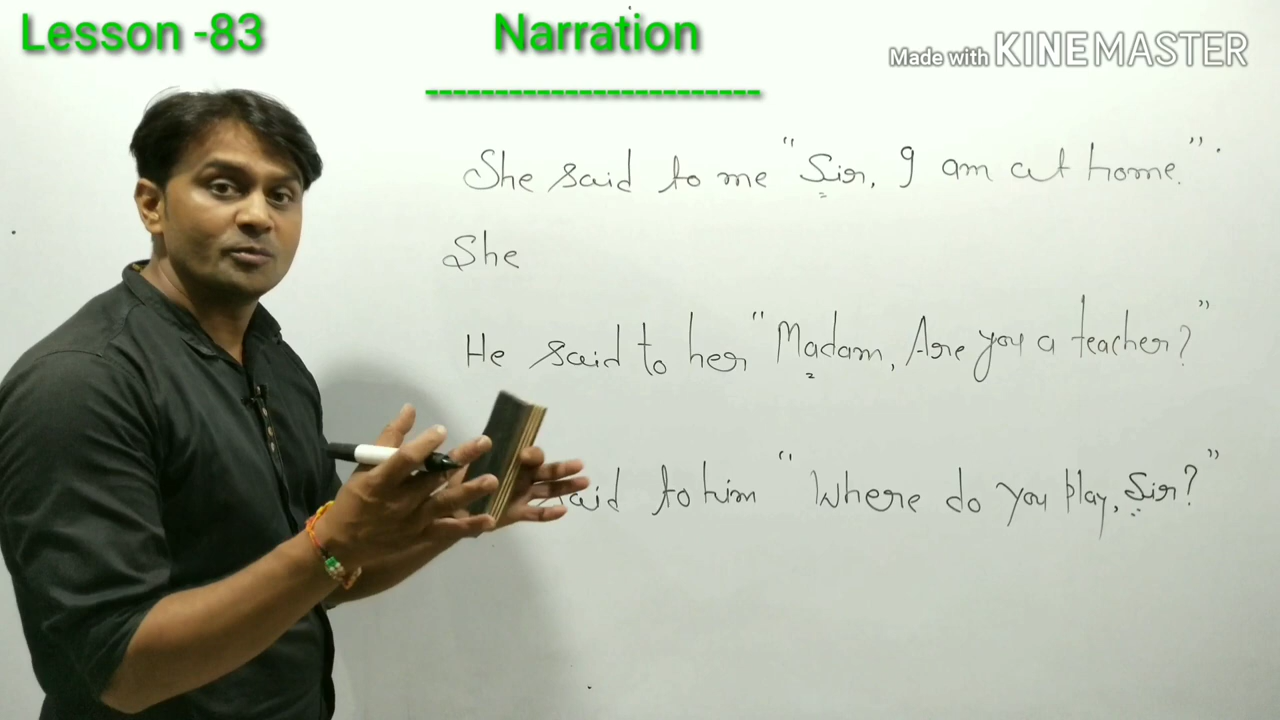 Lesson -83
Narration
Made with KINEMASTER
She said to me "Sir, I am at home.".
She
He said to her "Madam, Are you a teacher?"
said to him "Where do you play, Sir?"